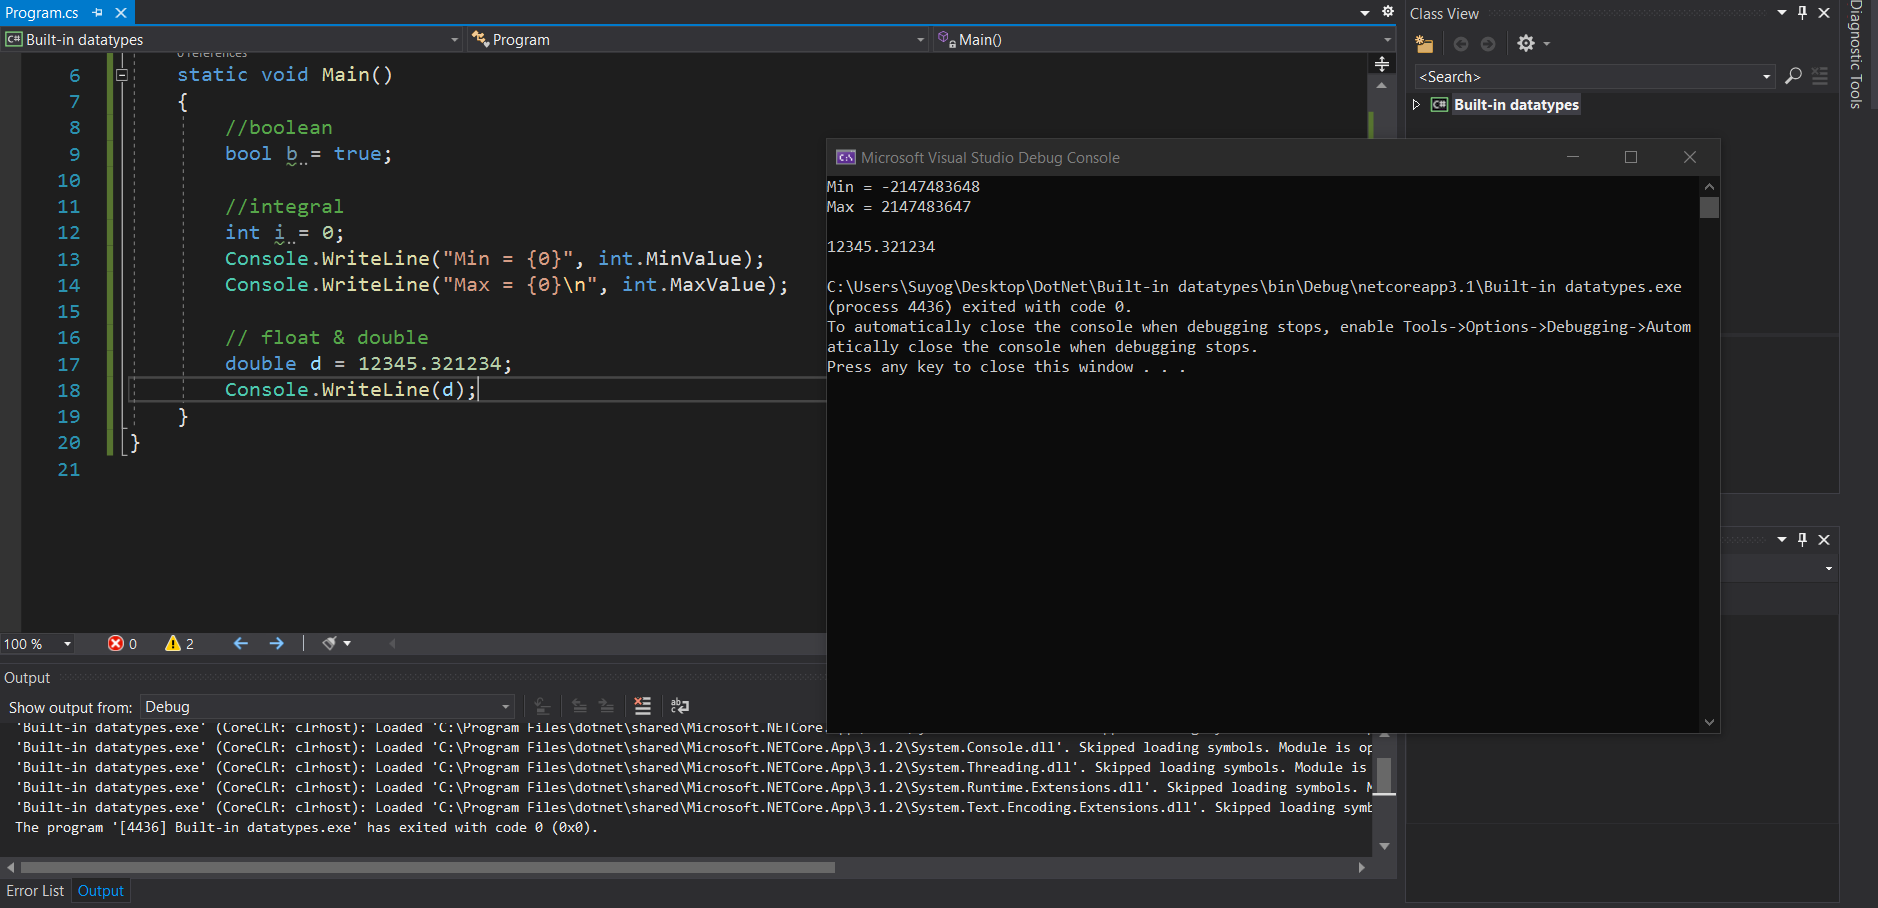 Program.cs
Built-in datatypes
Program
Main()
0 references
6 static void Main()
7 {
8 //boolean
9 bool b = true;
10
11 //integral
12 int i = 0;
13 Console.WriteLine("Min = {0}", int.MinValue);
14 Console.WriteLine("Max = {0}\n", int.MaxValue);
15
16 // float & double
17 double d = 12345.321234;
18 Console.WriteLine(d);
19 }
20 }
21
100 %
0
2
Microsoft Visual Studio Debug Console
Min = -2147483648
Max = 2147483647
12345.321234
C:\Users\Suyog\Desktop\DotNet\Built-in datatypes\bin\Debug\netcoreapp3.1\Built-in datatypes.exe
(process 4436) exited with code 0.
To automatically close the console when debugging stops, enable Tools->Options->Debugging->Autom
atically close the console when debugging stops.
Press any key to close this window . . .
Class View
<Search>
Built-in datatypes
Diagnostic Tools
Output
Show output from: Debug
'Built-in datatypes.exe' (CoreCLR: clrhost): Loaded 'C:\Program Files\dotnet\shared\Microsoft.NETCore.
'Built-in datatypes.exe' (CoreCLR: clrhost): Loaded 'C:\Program Files\dotnet\shared\Microsoft.NETCore.App\3.1.2\System.Console.dll'. Skipped loading symbols. Module is op
'Built-in datatypes.exe' (CoreCLR: clrhost): Loaded 'C:\Program Files\dotnet\shared\Microsoft.NETCore.App\3.1.2\System.Threading.dll'. Skipped loading symbols. Module is
'Built-in datatypes.exe' (CoreCLR: clrhost): Loaded 'C:\Program Files\dotnet\shared\Microsoft.NETCore.App\3.1.2\System.Runtime.Extensions.dll'. Skipped loading symbols.
'Built-in datatypes.exe' (CoreCLR: clrhost): Loaded 'C:\Program Files\dotnet\shared\Microsoft.NETCore.App\3.1.2\System.Text.Encoding.Extensions.dll'. Skipped loading symb
The program '[4436] Built-in datatypes.exe' has exited with code 0 (0x0).
Error List
Output